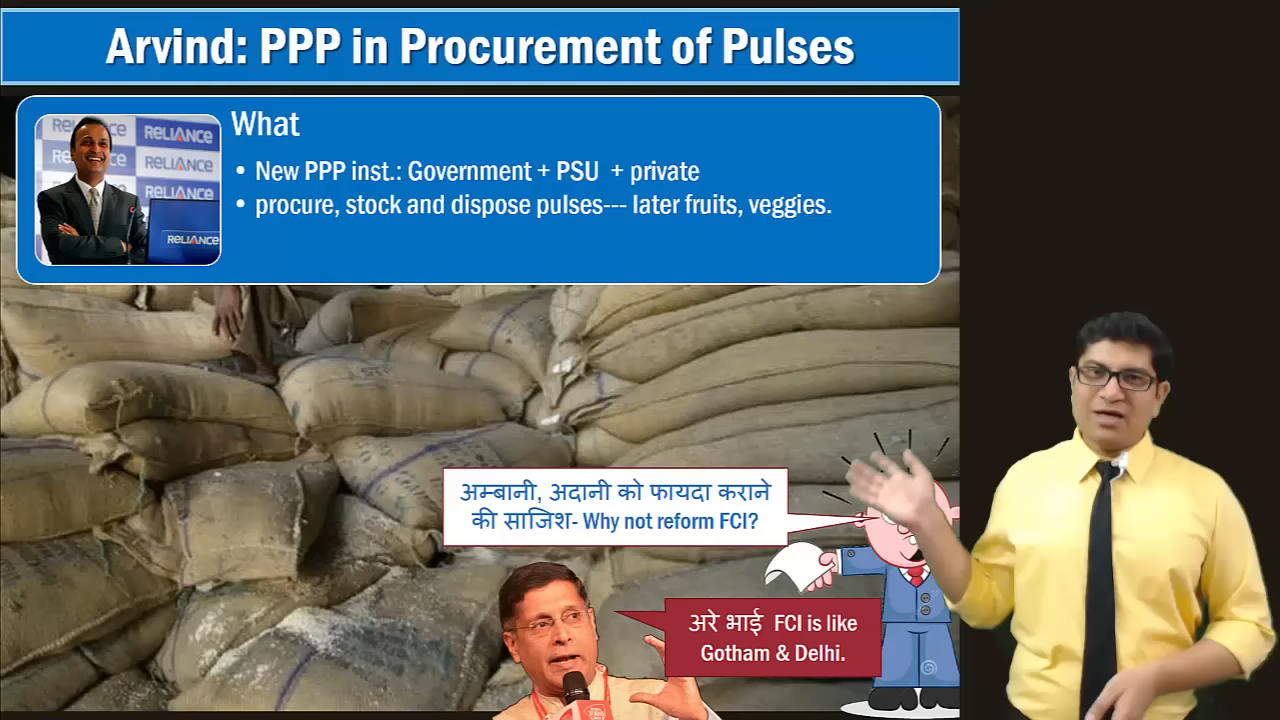 Arvind: PPP in Procurement of Pulses
What
• New PPP inst.: Government + PSU + private
• procure, stock and dispose pulses--- later fruits, veggies.
RELIANCE
RELIANCE
RELIANCE
RELIANCE
अम्बानी, अदानी को फायदा कराने
की साजिश- Why not reform FCI?
अरे भाई FCI is like
Gotham & Delhi.